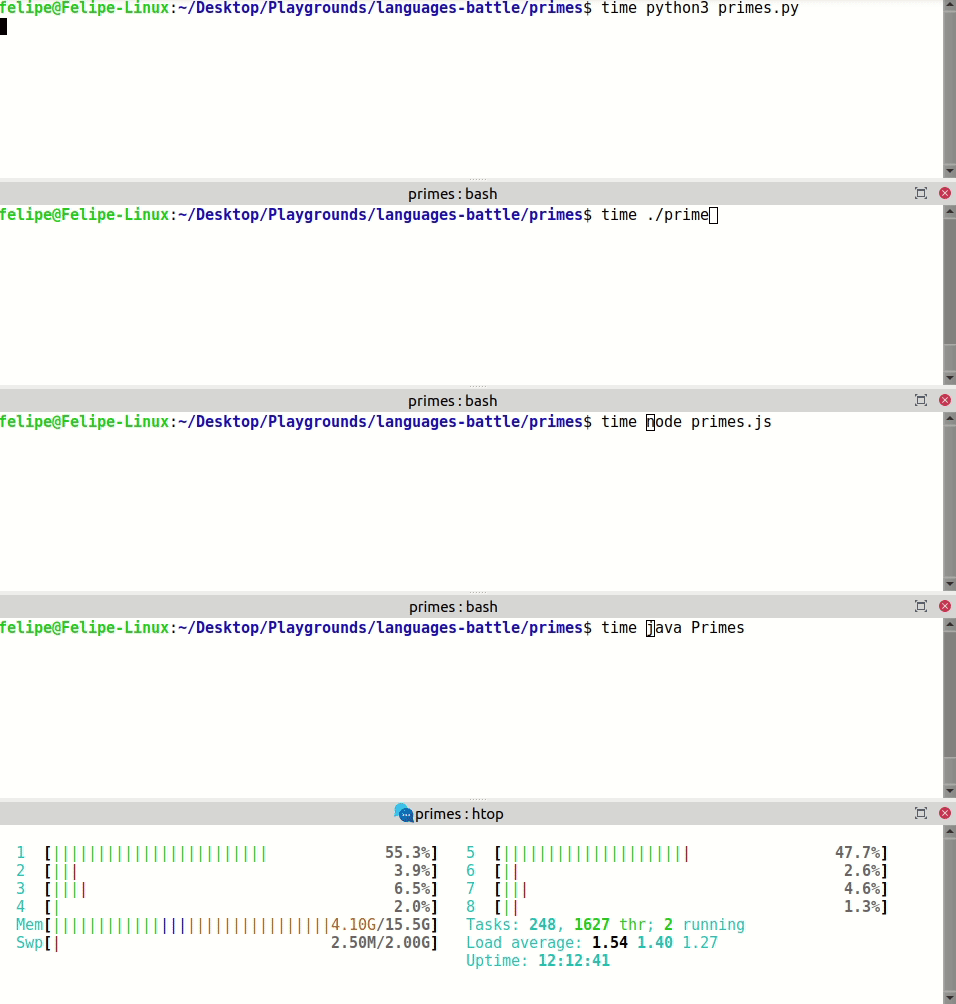 felipe@Felipe-Linux:~/Desktop/Playgrounds/languages-battle/primes$ time python3 primes.py
primes : bash
felipe@Felipe-Linux:~/Desktop/Playgrounds/languages-battle/primes$ time ./prime
primes : bash
felipe@Felipe-Linux:~/Desktop/Playgrounds/languages-battle/primes$ time node primes.js
primes : bash
felipe@Felipe-Linux:~/Desktop/Playgrounds/languages-battle/primes$ time java Primes
primes : htop
1 [|||||||||||||||||||||||| 55.3%] 5 [||||||||||||||||||||| 47.7%]
2 [||| 3.9%] 6 [|| 2.6%]
3 [|||| 6.5%] 7 [||| 4.6%]
4 [| 2.0%] 8 [|| 1.3%]
Mem[|||||||||||||||||||||||||||||||4.10G/15.5G] Tasks: 248, 1627 thr; 2 running
Swp[| 2.50M/2.00G] Load average: 1.54 1.40 1.27
Uptime: 12:12:41